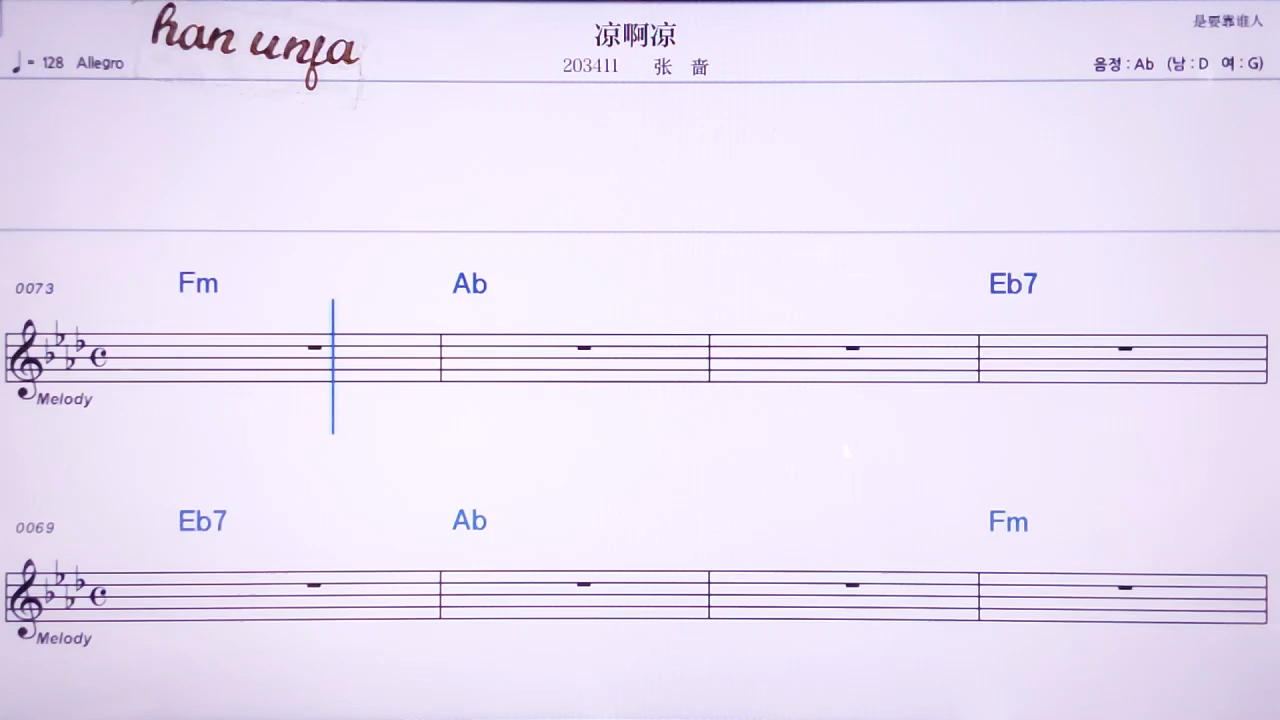 han unfa
凉啊凉
是要靠谁人
♩= 128 Allegro
203411 张 蔷
음정 : Ab (남 : D 여 : G)
0073 Fm Ab Eb7
Melody
0069 Eb7 Ab Fm
Melody